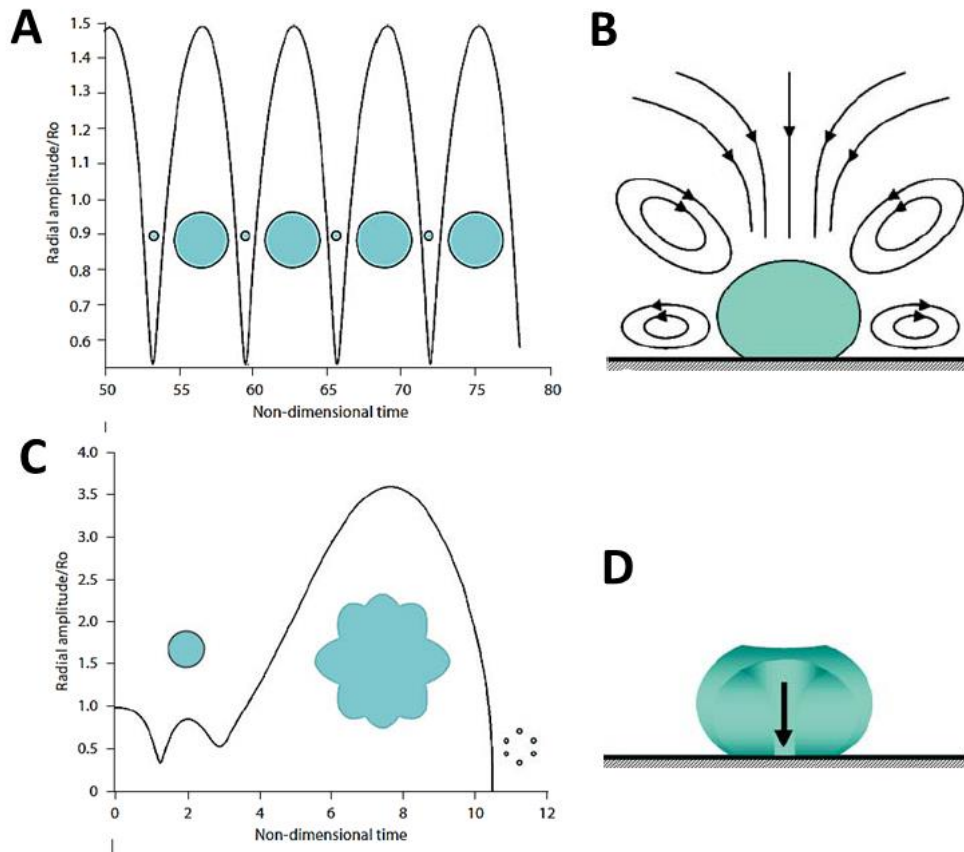 A
Radial amplitude/Ro
1.5
1.4
1.3
1.2
1.1
1.0
0.9
0.8
0.7
0.6
50 55 60 65 70 75 80
Non-dimensional time
B
C
Radial amplitude/Ro
4.0
3.5
3.0
2.5
2.0
1.5
1.0
0.5
0
0 2 4 6 8 10 12
Non-dimensional time
D